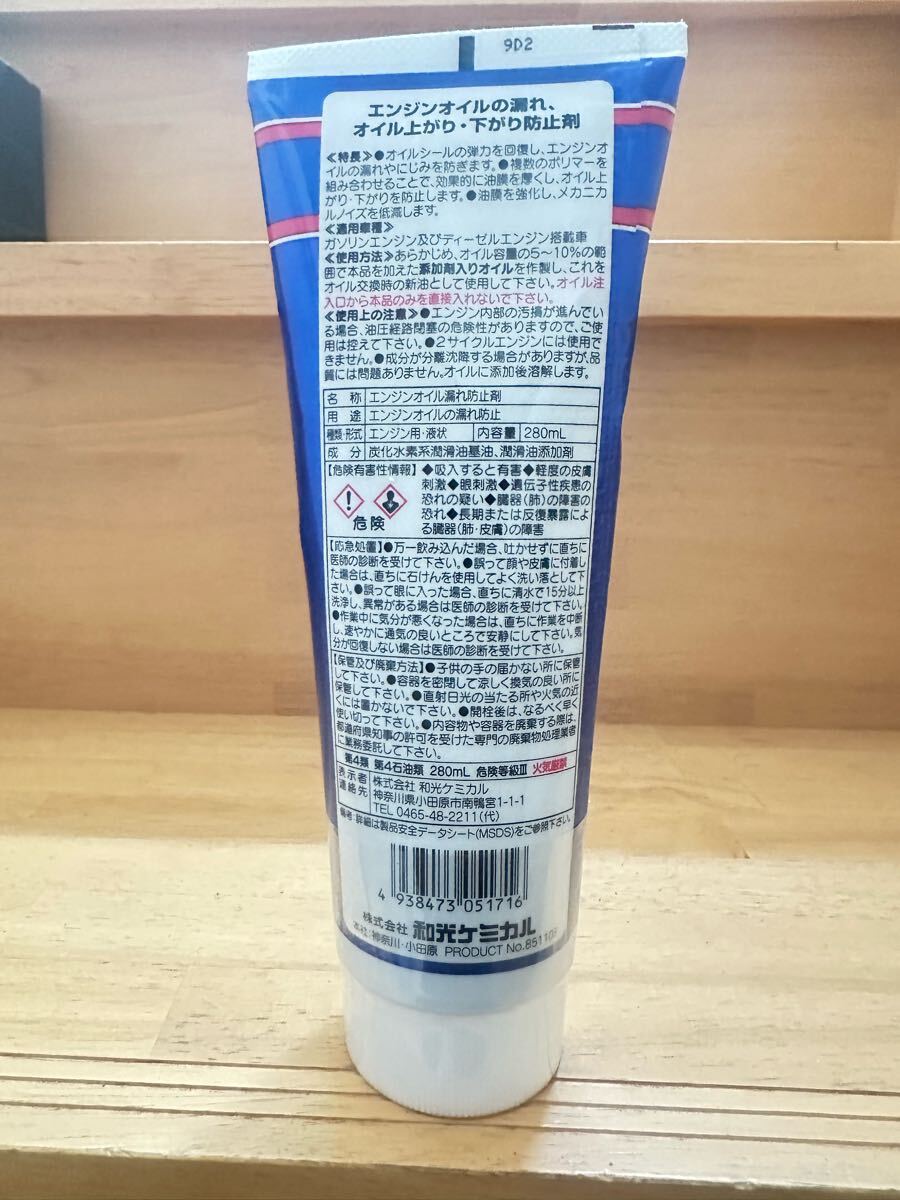 9D2
エンジンオイルの漏れ、
オイル上がり・下がり防止剤
≪特長≫●オイルシールの弾力を回復し、エンジンオ
イルの漏れやにじみを防ぎます。●複数のポリマーを
組み合わせることで、効果的に油膜を厚くし、オイル上
がり・下がりを防止します。●油膜を強化し、メカニカ
ルノイズを低減します。
≪適用車種≫
ガソリンエンジン及びディーゼルエンジン搭載車
≪使用方法≫あらかじめ、オイル容量の5～10%の範
囲で本品を加えた添加剤入りオイルを作製し、これを
オイル交換時の新油として使用して下さい。オイル注
入口から本品のみを直接入れないで下さい。
≪使用上の注意≫●エンジン内部の汚損が進んでい
る場合、油圧経路閉塞の危険性がありますので、ご使
用は控えて下さい。●2サイクルエンジンには使用で
きません。●成分が分離沈降する場合がありますが、品
質には問題ありません。オイルに添加後溶解します。
名 称 エンジンオイル漏れ防止剤
用 途 エンジンオイルの漏れ防止
種類・形式 エンジン用・液状 内容量 280mL
成 分 炭化水素系潤滑油基油、潤滑油添加剤
【危険有害性情報】◆吸入すると有害◆軽度の皮膚
刺激◆眼刺激◆遺伝子性疾患の
恐れの疑い◆臓器(肺)の障害の
恐れ◆長期または反復暴露によ
る臓器(肺・皮膚)の障害
危険
【応急処置】●万一飲み込んだ場合、吐かせずに直ちに
医師の診断を受けて下さい。●誤って顔や皮膚に付着し
た場合は、直ちに石けんを使用してよく洗い落として下
さい。●誤って眼に入った場合、直ちに清水で15分以上
洗浄し、異常がある場合は医師の診断を受けて下さい。
●作業中に気分が悪くなった場合は、直ちに作業を中断
し、速やかに通気の良いところで安静にして下さい。気
分が回復しない場合は医師の診断を受けて下さい。
【保管及び廃棄方法】●子供の手の届かない所に保管
して下さい。●容器を密閉して涼しく換気の良い所に
保管して下さい。●直射日光の当たる所や火気の近
くには置かないで下さい。●開栓後は、なるべく早く
使い切って下さい。●内容物や容器を廃棄する際は、
都道府県知事の許可を受けた専門の廃棄物処理業者
に業務委託して下さい。
第4類 第4石油類 280mL 危険等級Ⅲ 火気厳禁
表示者 株式会社 和光ケミカル
連絡先 神奈川県小田原市南鴨宮1-1-1
TEL 0465-48-2211(代)
備考:詳細は製品安全データシート(MSDS)をご参照下さい。
4 938473 051716
株式会社 和光ケミカル
本社:神奈川・小田原 PRODUCT No.851105